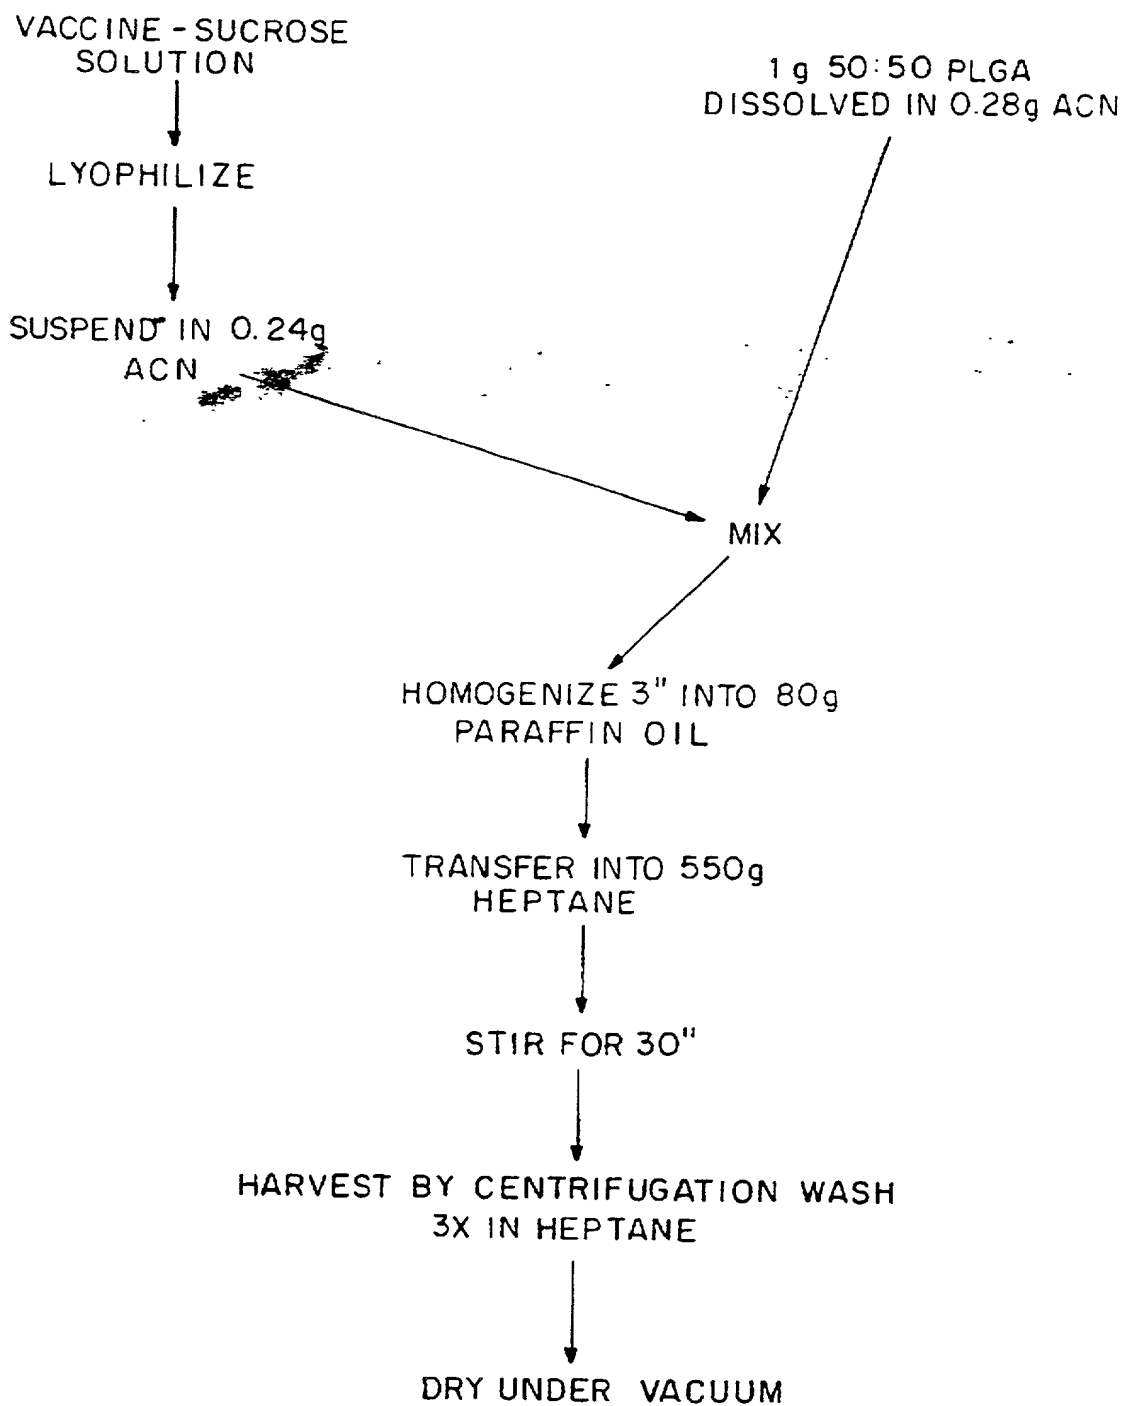 VACCINE-SUCROSE
SOLUTION
1 g 50:50 PLGA
DISSOLVED IN 0.28g ACN
LYOPHILIZE
SUSPEND IN 0.24g
ACN
MIX
HOMOGENIZE 3" INTO 80g
PARAFFIN OIL
TRANSFER INTO 550g
HEPTANE
STIR FOR 30"
HARVEST BY CENTRIFUGATION WASH
3X IN HEPTANE
DRY UNDER VACUUM